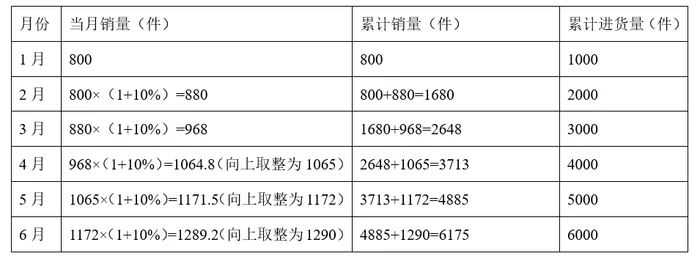 月份 当月销量（件） 累计销量（件） 累计进货量（件）
1月 800 800 1000
2月 800×（1+10%）=880 800+880=1680 2000
3月 880×（1+10%）=968 1680+968=2648 3000
4月 968×（1+10%）=1064.8（向上取整为1065） 2648+1065=3713 4000
5月 1065×（1+10%）=1171.5（向上取整为1172） 3713+1172=4885 5000
6月 1172×（1+10%）=1289.2（向上取整为1290） 4885+1290=6175 6000